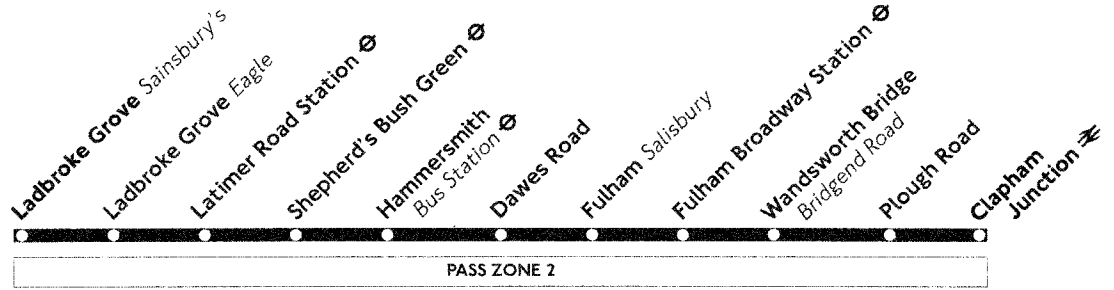 Ladbroke Grove Sainsbury's
Ladbroke Grove Eagle
Latimer Road Station
Shepherd's Bush Green
Hammersmith
Bus Station
Dawes Road
Fulham Salisbury
Fulham Broadway Station
Wandsworth Bridge
Bridgend Road
Plough Road
Clapham
Junction
PASS ZONE 2